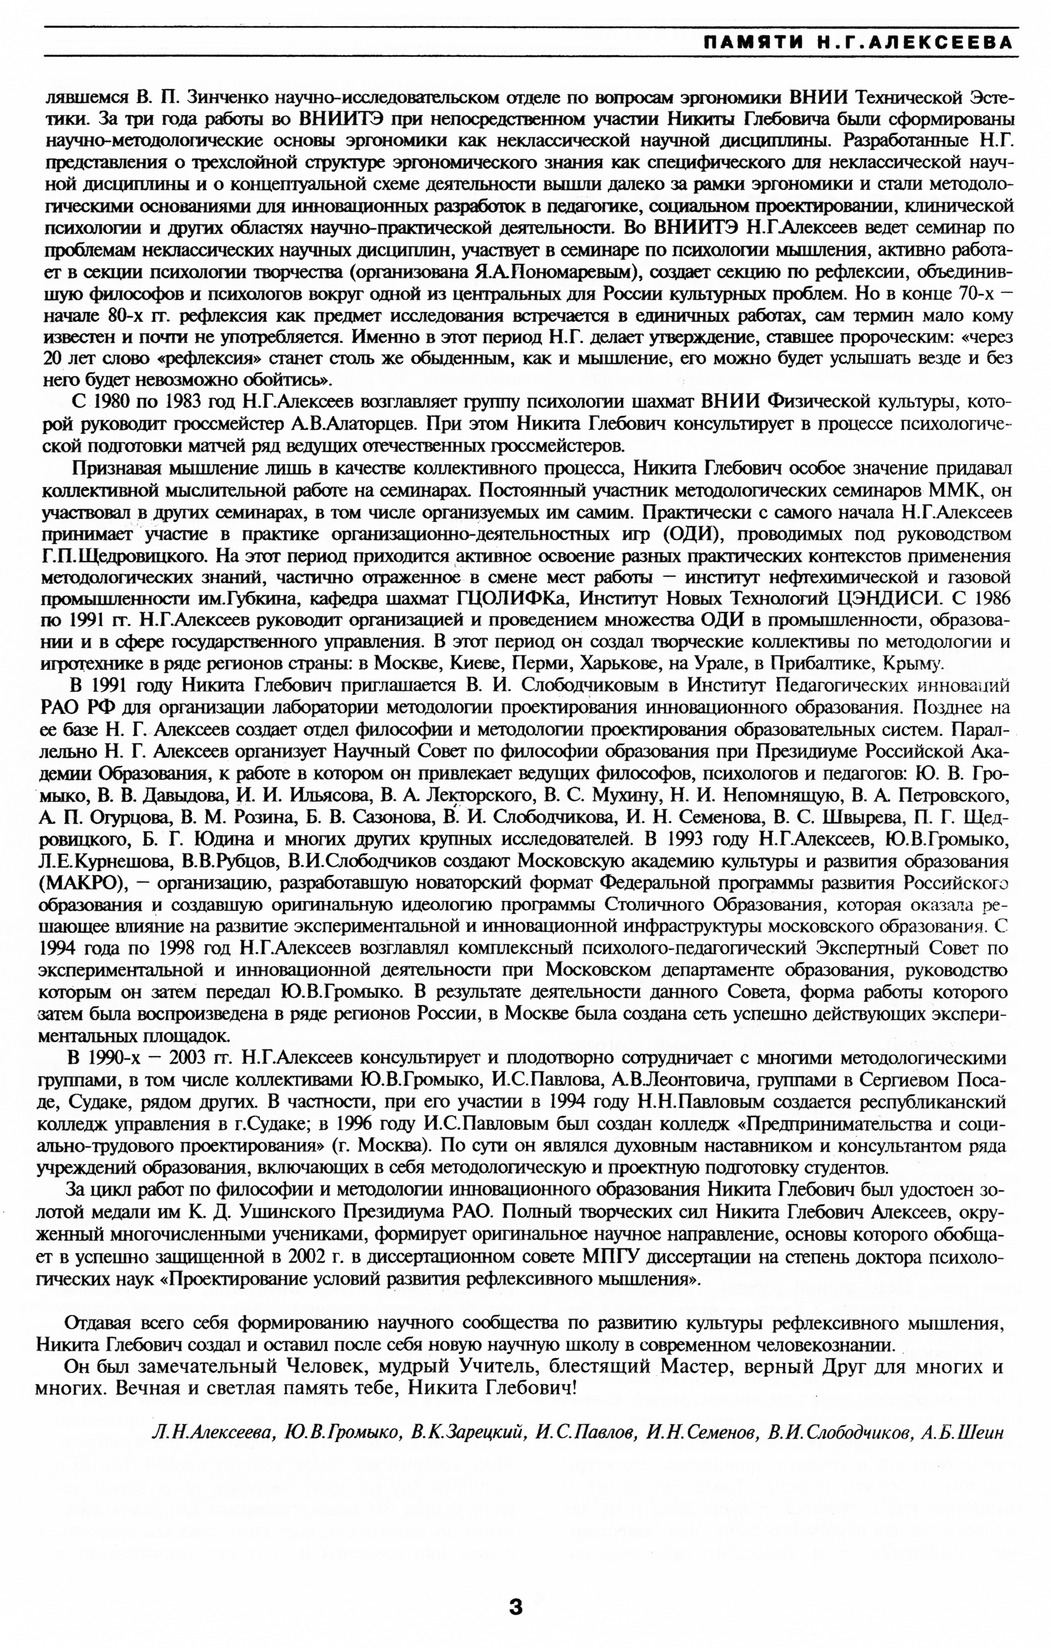 ПАМЯТИ Н.Г.АЛЕКСЕЕВА
лявшемся В. П. Зинченко научно-исследовательском отделе по вопросам эргономики ВНИИ Технической Эсте-
тики. За три года работы во ВНИИТЭ при непосредственном участии Никиты Глебовича были сформированы
научно-методологические основы эргономики как неклассической научной дисциплины. Разработанные Н.Г.
представления о трехслойной структуре эргономического знания как специфического для неклассической науч-
ной дисциплины и о концептуальной схеме деятельности вышли далеко за рамки эргономики и стали методоло-
гическими основаниями для инновационных разработок в педагогике, социальном проектировании, клинической
психологии и других областях научно-практической деятельности. Во ВНИИТЭ Н.Г.Алексеев ведет семинар по
проблемам неклассических научных дисциплин, участвует в семинаре по психологии мышления, активно работа-
ет в секции психологии творчества (организована Я.А.Пономаревым), создает секцию по рефлексии, объединив-
шую философов и психологов вокруг одной из центральных для России культурных проблем. Но в конце 70-х —
начале 80-х гг. рефлексия как предмет исследования встречается в единичных работах, сам термин мало кому
известен и почти не употребляется. Именно в этот период Н.Г. делает утверждение, ставшее пророческим: «через
20 лет слово «рефлексия» станет столь же обыденным, как и мышление, его можно будет услышать везде и без
него будет невозможно обойтись».
С 1980 по 1983 год Н.Г.Алексеев возглавляет группу психологии шахмат ВНИИ Физической культуры, кото-
рой руководит гроссмейстер А.В.Алаторцев. При этом Никита Глебович консультирует в процессе психологиче-
ской подготовки матчей ряд ведущих отечественных гроссмейстеров.
Признавая мышление лишь в качестве коллективного процесса, Никита Глебович особое значение придавал
коллективной мыслительной работе на семинарах. Постоянный участник методологических семинаров ММК, он
участвовал в других семинарах, в том числе организуемых им самим. Практически с самого начала Н.Г.Алексеев
принимает участие в практике организационно-деятельностных игр (ОДИ), проводимых под руководством
Г.П.Щедровицкого. На этот период приходится активное освоение разных практических контекстов применения
методологических знаний, частично отраженное в смене мест работы — институт нефтехимической и газовой
промышленности им.Губкина, кафедра шахмат ГЦОЛИФКа, Институт Новых Технологий ЦЭНДИСИ. С 1986
по 1991 гг. Н.Г.Алексеев руководит организацией и проведением множества ОДИ в промышленности, образова-
нии и в сфере государственного управления. В этот период он создал творческие коллективы по методологии и
игротехнике в ряде регионов страны: в Москве, Киеве, Перми, Харькове, на Урале, в Прибалтике, Крыму.
В 1991 году Никита Глебович приглашается В. И. Слободчиковым в Институт Педагогических инноваций
РАО РФ для организации лаборатории методологии проектирования инновационного образования. Позднее на
ее базе Н. Г. Алексеев создает отдел философии и методологии проектирования образовательных систем. Парал-
лельно Н. Г. Алексеев организует Научный Совет по философии образования при Президиуме Российской Ака-
демии Образования, к работе в котором он привлекает ведущих философов, психологов и педагогов: Ю. В. Гро-
мыко, В. В. Давыдова, И. И. Ильясова, В. А. Лекторского, В. С. Мухину, Н. И. Непомнящую, В. А. Петровского,
А. П. Огурцова, В. М. Розина, Б. В. Сазонова, В. И. Слободчикова, И. Н. Семенова, В. С. Швырева, П. Г. Щед-
ровицкого, Б. Г. Юдина и многих других крупных исследователей. В 1993 году Н.Г.Алексеев, Ю.В.Громыко,
Л.Е.Курнешова, В.В.Рубцов, В.И.Слободчиков создают Московскую академию культуры и развития образования
(МАКРО), — организацию, разработавшую новаторский формат Федеральной программы развития Российского
образования и создавшую оригинальную идеологию программы Столичного Образования, которая оказала ре-
шающее влияние на развитие экспериментальной и инновационной инфраструктуры московского образования. С
1994 года по 1998 год Н.Г.Алексеев возглавлял комплексный психолого-педагогический Экспертный Совет по
экспериментальной и инновационной деятельности при Московском департаменте образования, руководство
которым он затем передал Ю.В.Громыко. В результате деятельности данного Совета, форма работы которого
затем была воспроизведена в ряде регионов России, в Москве была создана сеть успешно действующих экспери-
ментальных площадок.
В 1990-х — 2003 гг. Н.Г.Алексеев консультирует и плодотворно сотрудничает с многими методологическими
группами, в том числе коллективами Ю.В.Громыко, И.С.Павлова, А.В.Леонтовича, группами в Сергиевом Поса-
де, Судаке, рядом других. В частности, при его участии в 1994 году Н.Н.Павловым создается республиканский
колледж управления в г.Судаке; в 1996 году И.С.Павловым был создан колледж «Предпринимательства и соци-
ально-трудового проектирования» (г. Москва). По сути он являлся духовным наставником и консультантом ряда
учреждений образования, включающих в себя методологическую и проектную подготовку студентов.
За цикл работ по философии и методологии инновационного образования Никита Глебович был удостоен зо-
лотой медали им К. Д. Ушинского Президиума РАО. Полный творческих сил Никита Глебович Алексеев, окру-
женный многочисленными учениками, формирует оригинальное научное направление, основы которого обобща-
ет в успешно защищенной в 2002 г. в диссертационном совете МПГУ диссертации на степень доктора психоло-
гических наук «Проектирование условий развития рефлексивного мышления».
Отдавая всего себя формированию научного сообщества по развитию культуры рефлексивного мышления,
Никита Глебович создал и оставил после себя новую научную школу в современном человекознании.
Он был замечательный Человек, мудрый Учитель, блестящий Мастер, верный Друг для многих и
многих. Вечная и светлая память тебе, Никита Глебович!
Л.Н.Алексеева, Ю.В.Громыко, В.К.Зарецкий, И.С.Павлов, И.Н.Семенов, В.И.Слободчиков, А.Б.Шеин
3